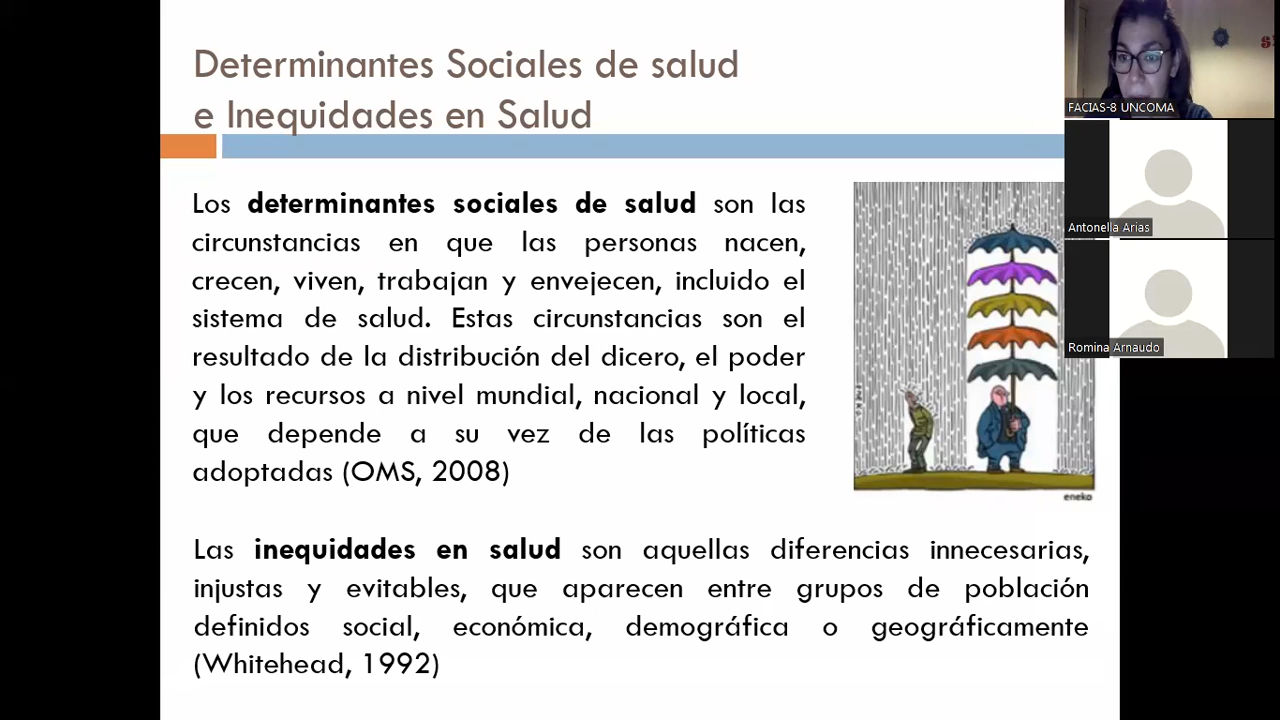 Determinantes Sociales de salud
e Inequidades en Salud
Los determinantes sociales de salud son las
circunstancias en que las personas nacen,
crecen, viven, trabajan y envejecen, incluido el
sistema de salud. Estas circunstancias son el
resultado de la distribución del dicero, el poder
y los recursos a nivel mundial, nacional y local,
que depende a su vez de las políticas
adoptadas (OMS, 2008)
eneko
Las inequidades en salud son aquellas diferencias innecesarias,
injustas y evitables, que aparecen entre grupos de población
definidos social, económica, demográfica o geográficamente
(Whitehead, 1992)
FACIAS-8 UNCOMA
Antonella Arias
Romina Arnaudo